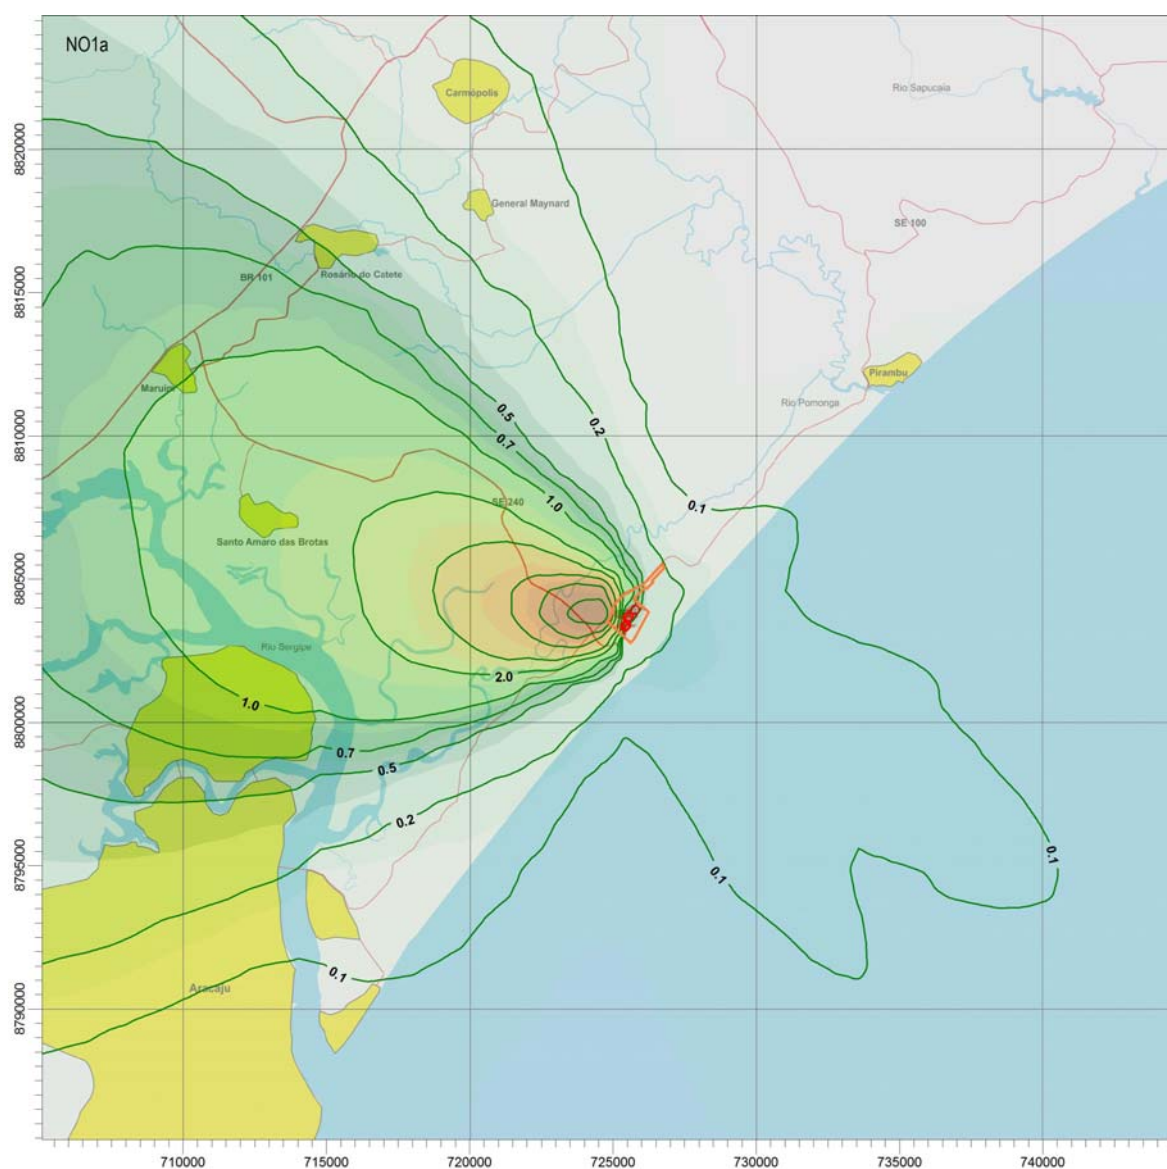 NO1a
Carmópolis
Rio Sapucaia
8820000
General Maynard
SE 100
BR 101
Rosário do Catete
8815000
Pirambu
Maruim
Rio Pomonga
0.5
0.2
0.7
8810000
SE 240
1.0
0.1
Santo Amaro das Brotas
8805000
Rio Sergipe
2.0
1.0
8800000
0.7
0.5
0.2
0.1
0.1
8795000
0.1
Aracaju
8790000
710000 715000 720000 725000 730000 735000 740000